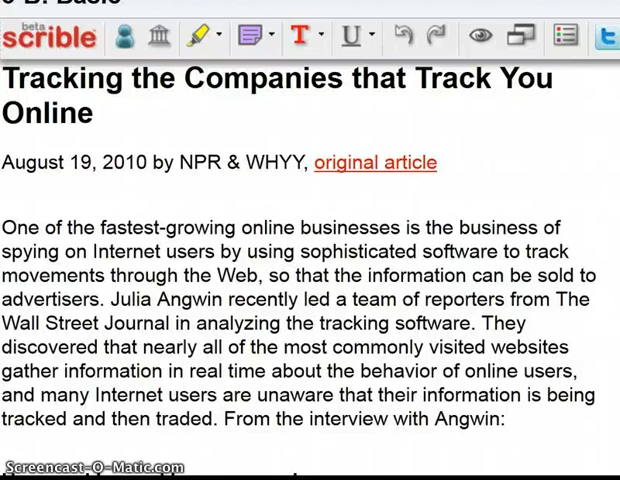 beta
scrible
T
U
Tracking the Companies that Track You
Online
August 19, 2010 by NPR & WHYY, original article
One of the fastest-growing online businesses is the business of
spying on Internet users by using sophisticated software to track
movements through the Web, so that the information can be sold to
advertisers. Julia Angwin recently led a team of reporters from The
Wall Street Journal in analyzing the tracking software. They
discovered that nearly all of the most commonly visited websites
gather information in real time about the behavior of online users,
and many Internet users are unaware that their information is being
tracked and then traded. From the interview with Angwin:
Screencast-O-Matic.com